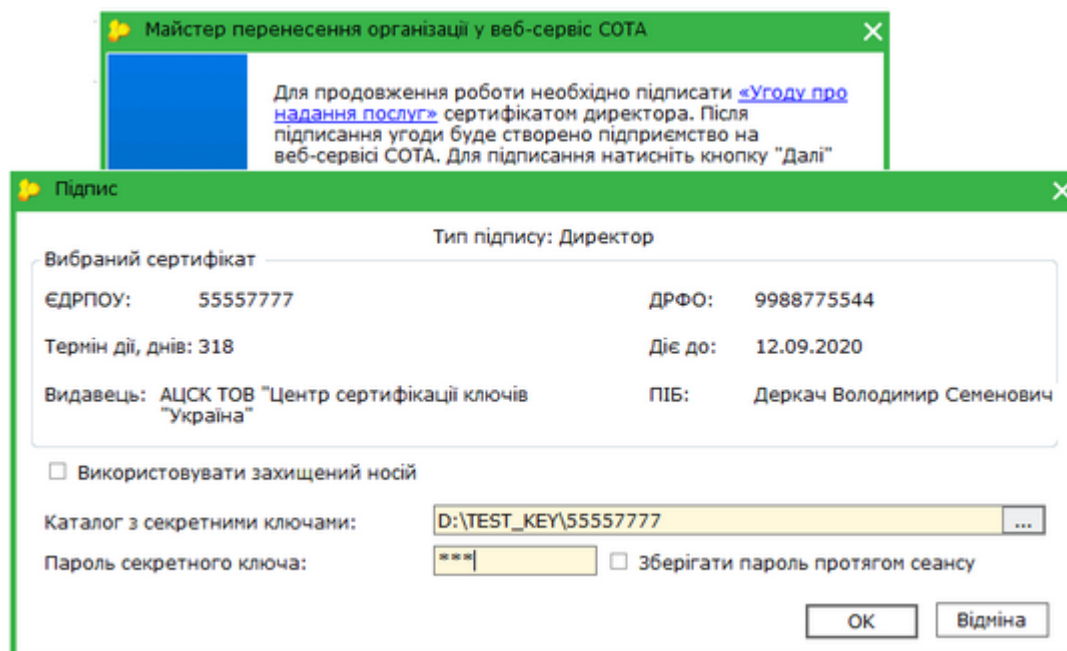 Майстер перенесення організації у веб-сервіс СОТА
Для продовження роботи необхідно підписати «Угоду про
надання послуг» сертифікатом директора. Після
підписання угоди буде створено підприємство на
веб-сервісі СОТА. Для підписання натисніть кнопку "Далі"
Підпис
Тип підпису: Директор
Вибраний сертифікат
ЄДРПОУ: 55557777 ДРФО: 9988775544
Термін дії, днів: 318 Діє до: 12.09.2020
Видавець: АЦСК ТОВ "Центр сертифікації ключів ПІБ: Деркач Володимир Семенович
"Україна"
Використовувати захищений носій
Каталог з секретними ключами: D:\TEST_KEY\55557777 ...
Пароль секретного ключа: *** Зберігати пароль протягом сеансу
OK Відміна